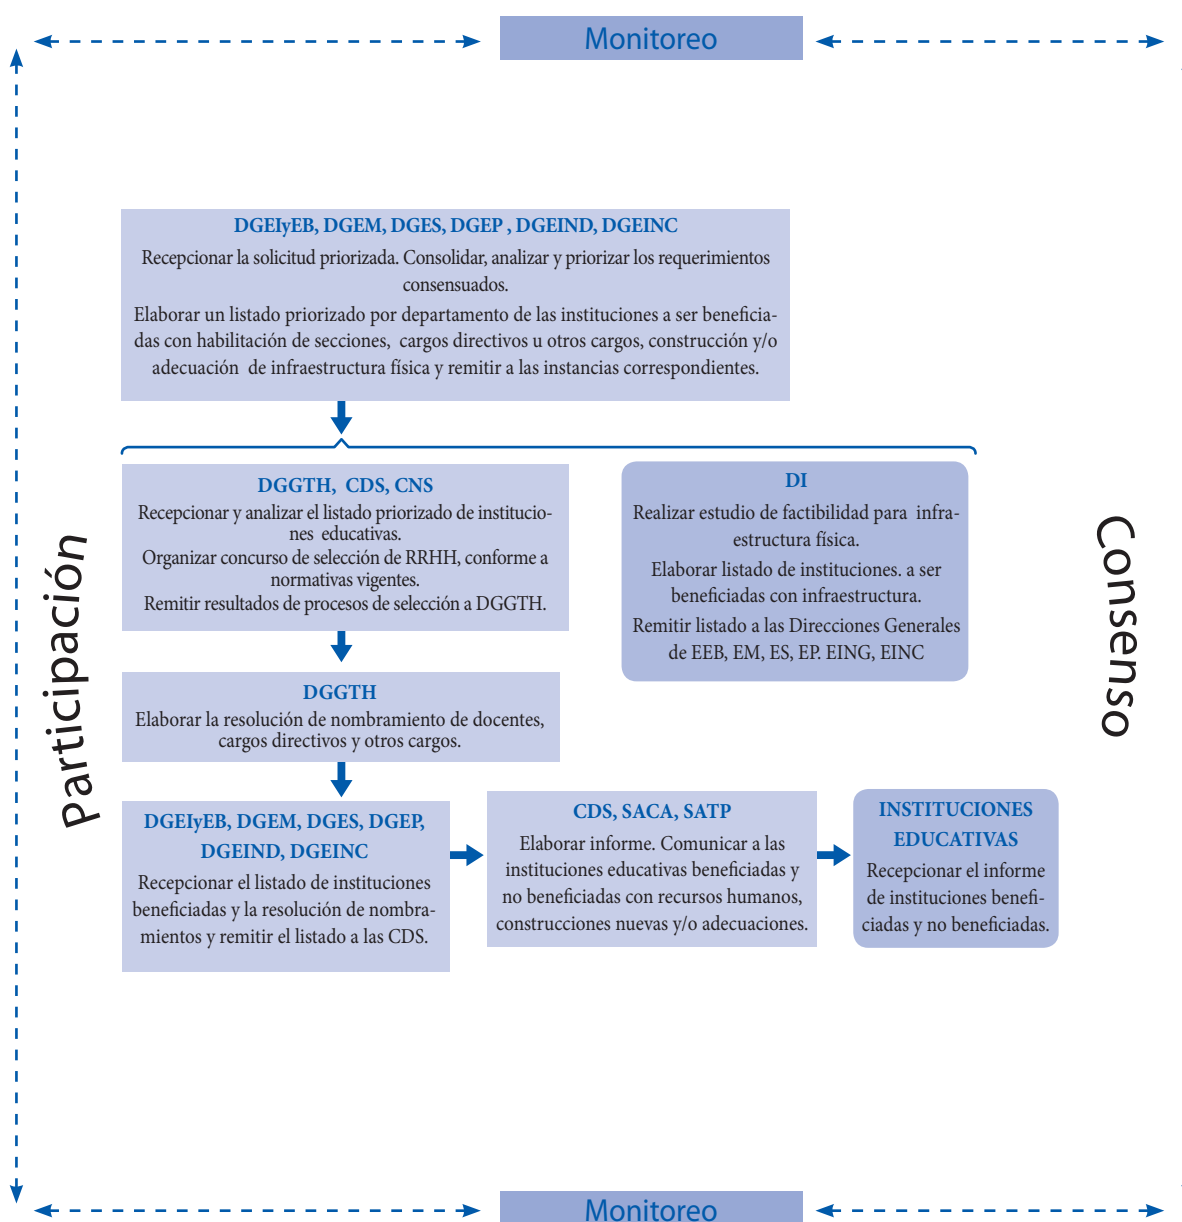 Monitoreo
DGEIyEB, DGEM, DGES, DGEP , DGEIND, DGEINC
Recepcionar la solicitud priorizada. Consolidar, analizar y priorizar los requerimientos
consensuados.
Elaborar un listado priorizado por departamento de las instituciones a ser beneficia-
das con habilitación de secciones, cargos directivos u otros cargos, construcción y/o
adecuación de infraestructura física y remitir a las instancias correspondientes.
DGGTH, CDS, CNS
Recepcionar y analizar el listado priorizado de institucio-
nes educativas.
Organizar concurso de selección de RRHH, conforme a
normativas vigentes.
Remitir resultados de procesos de selección a DGGTH.
DI
Realizar estudio de factibilidad para infra-
estructura física.
Elaborar listado de instituciones. a ser
beneficiadas con infraestructura.
Remitir listado a las Direcciones Generales
de EEB, EM, ES, EP. EING, EINC
Participación
Consenso
DGGTH
Elaborar la resolución de nombramiento de docentes,
cargos directivos y otros cargos.
DGEIyEB, DGEM, DGES, DGEP,
DGEIND, DGEINC
Recepcionar el listado de instituciones
beneficiadas y la resolución de nombra-
mientos y remitir el listado a las CDS.
CDS, SACA, SATP
Elaborar informe. Comunicar a las
instituciones educativas beneficiadas y
no beneficiadas con recursos humanos,
construcciones nuevas y/o adecuaciones.
INSTITUCIONES
EDUCATIVAS
Recepcionar el informe
de instituciones benefi-
ciadas y no beneficiadas.
Monitoreo